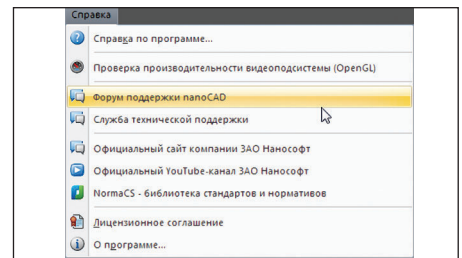 Справка
Справка по программе...
Проверка производительности видеоподсистемы (OpenGL)
Форум поддержки nanoCAD
Служба технической поддержки
Официальный сайт компании ЗАО Нанософт
Официальный YouTube-канал ЗАО Нанософт
NormaCS - библиотека стандартов и нормативов
Лицензионное соглашение
О программе...